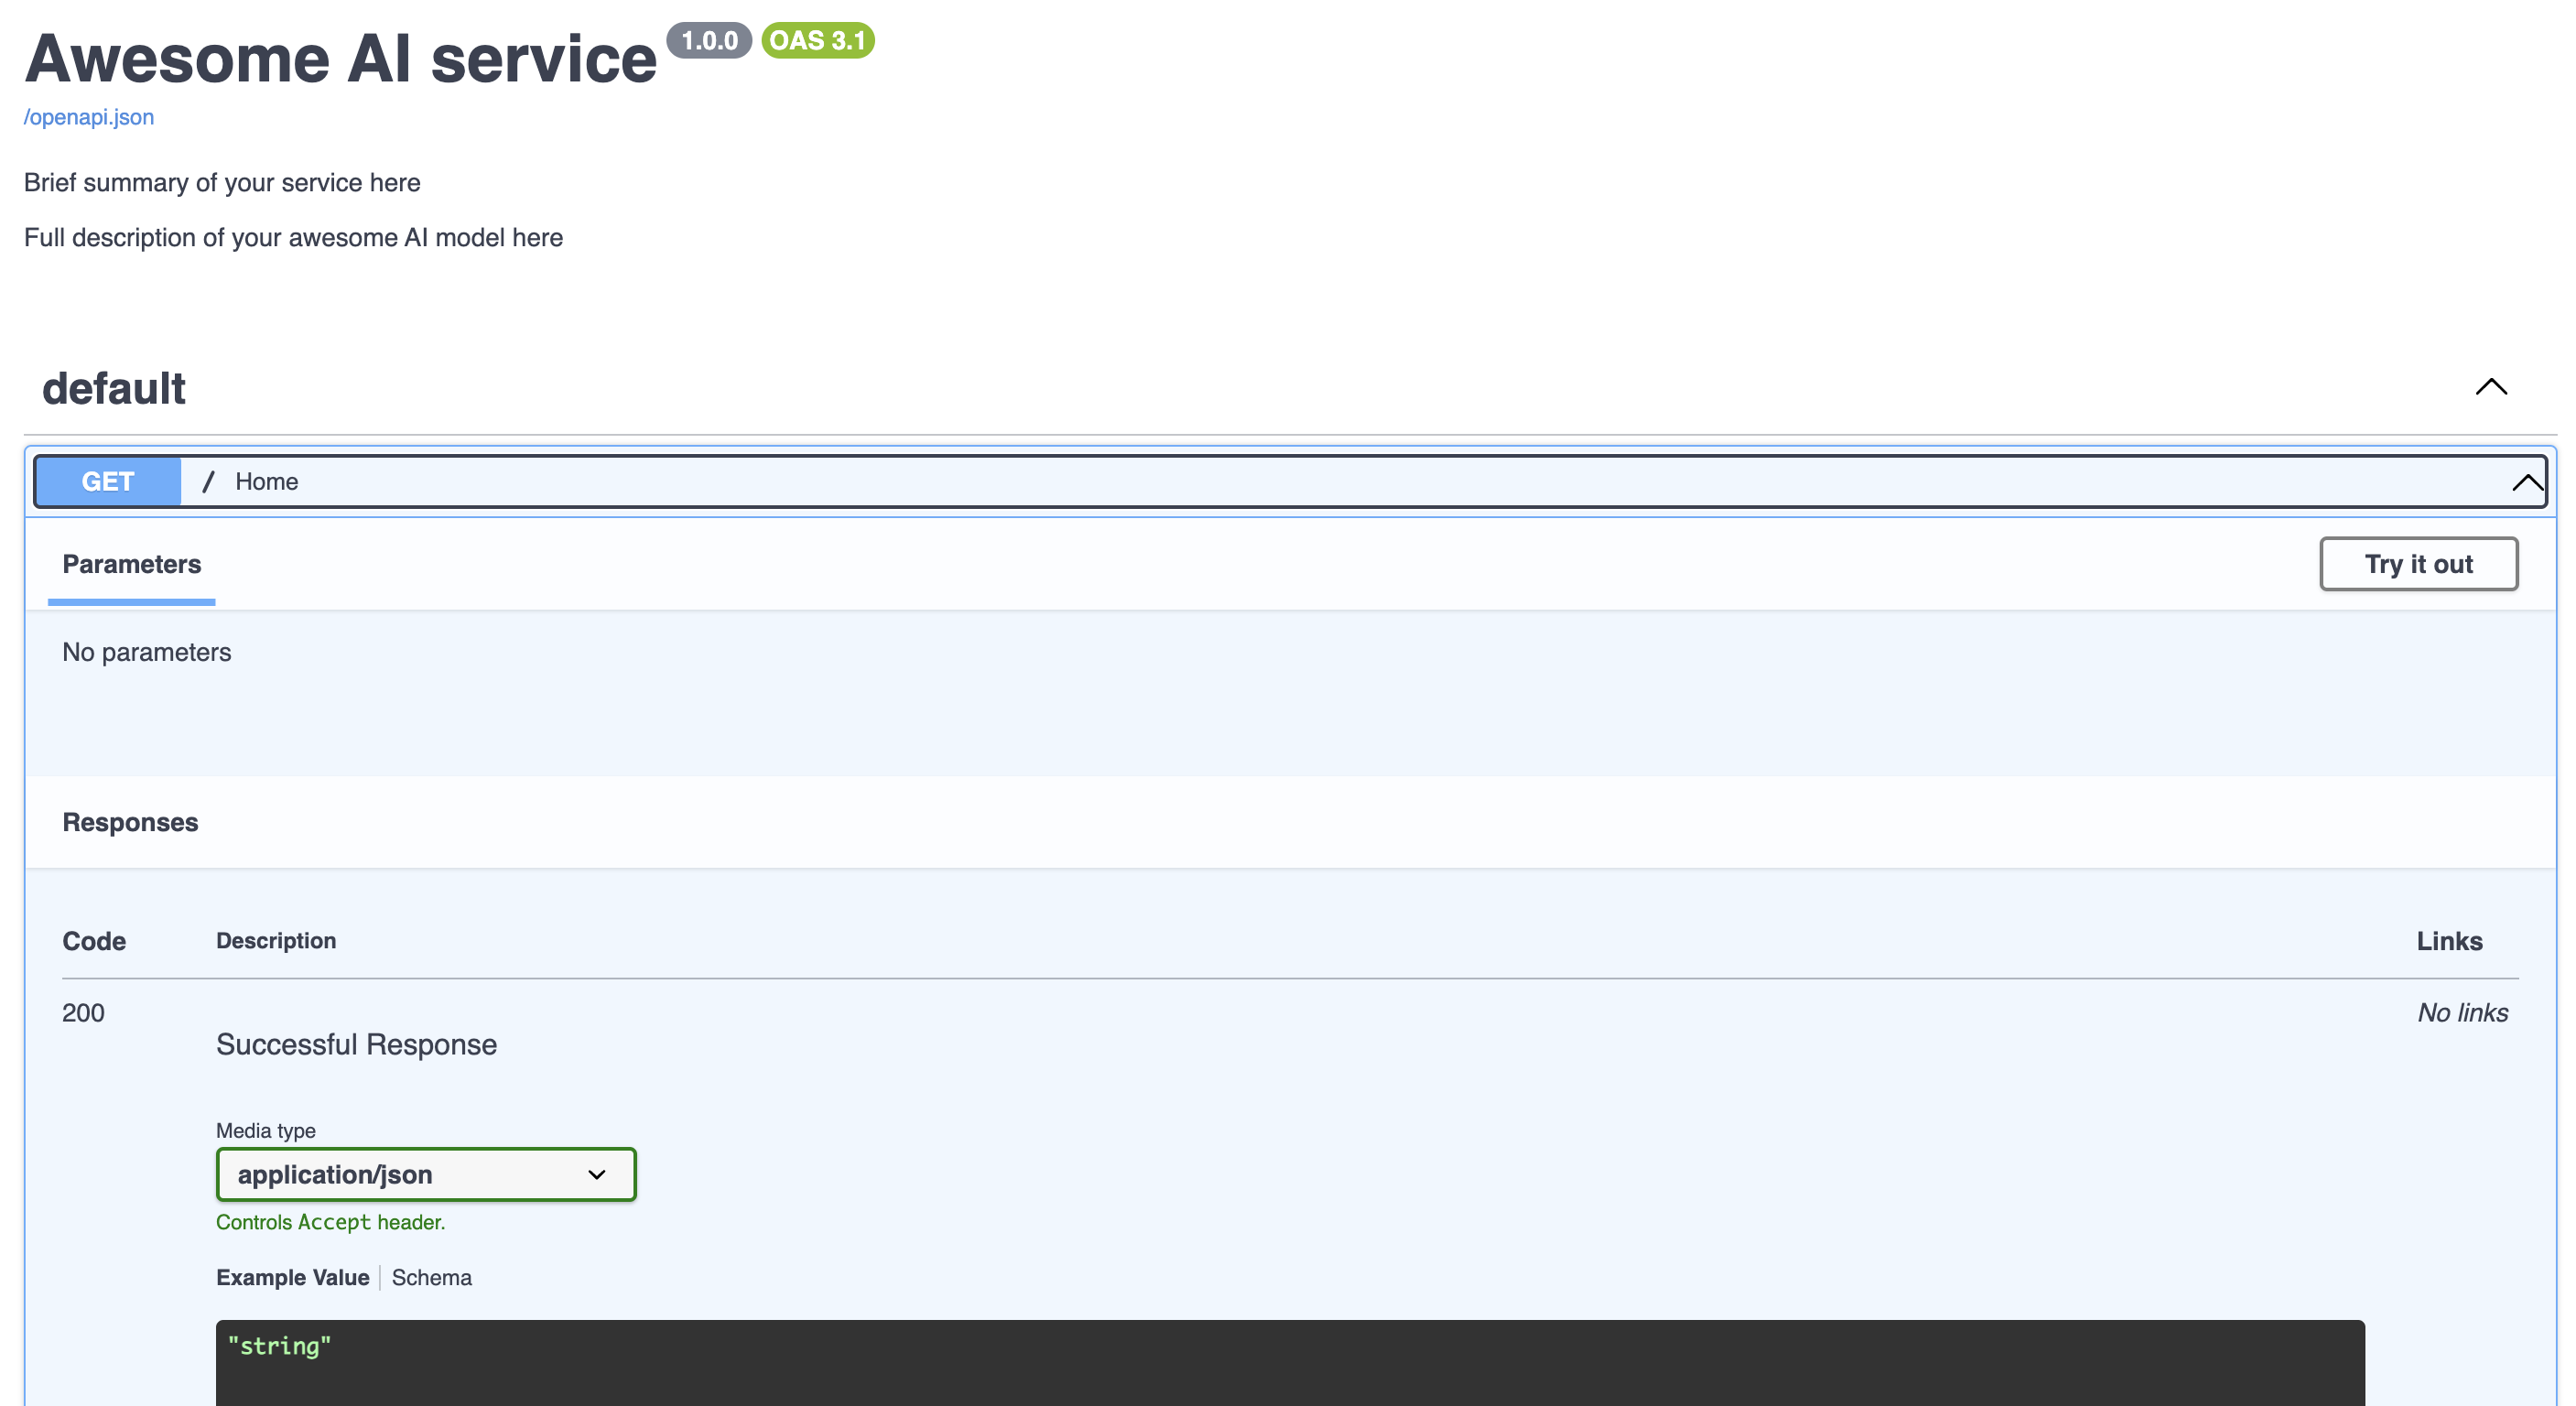 Awesome AI service 1.0.0 OAS 3.1
/openapi.json
Brief summary of your service here
Full description of your awesome AI model here
default
GET / Home
Parameters Try it out
No parameters
Responses
Code Description Links
200 No links
Successful Response
Media type
application/json
Controls Accept header.
Example Value Schema
"string"